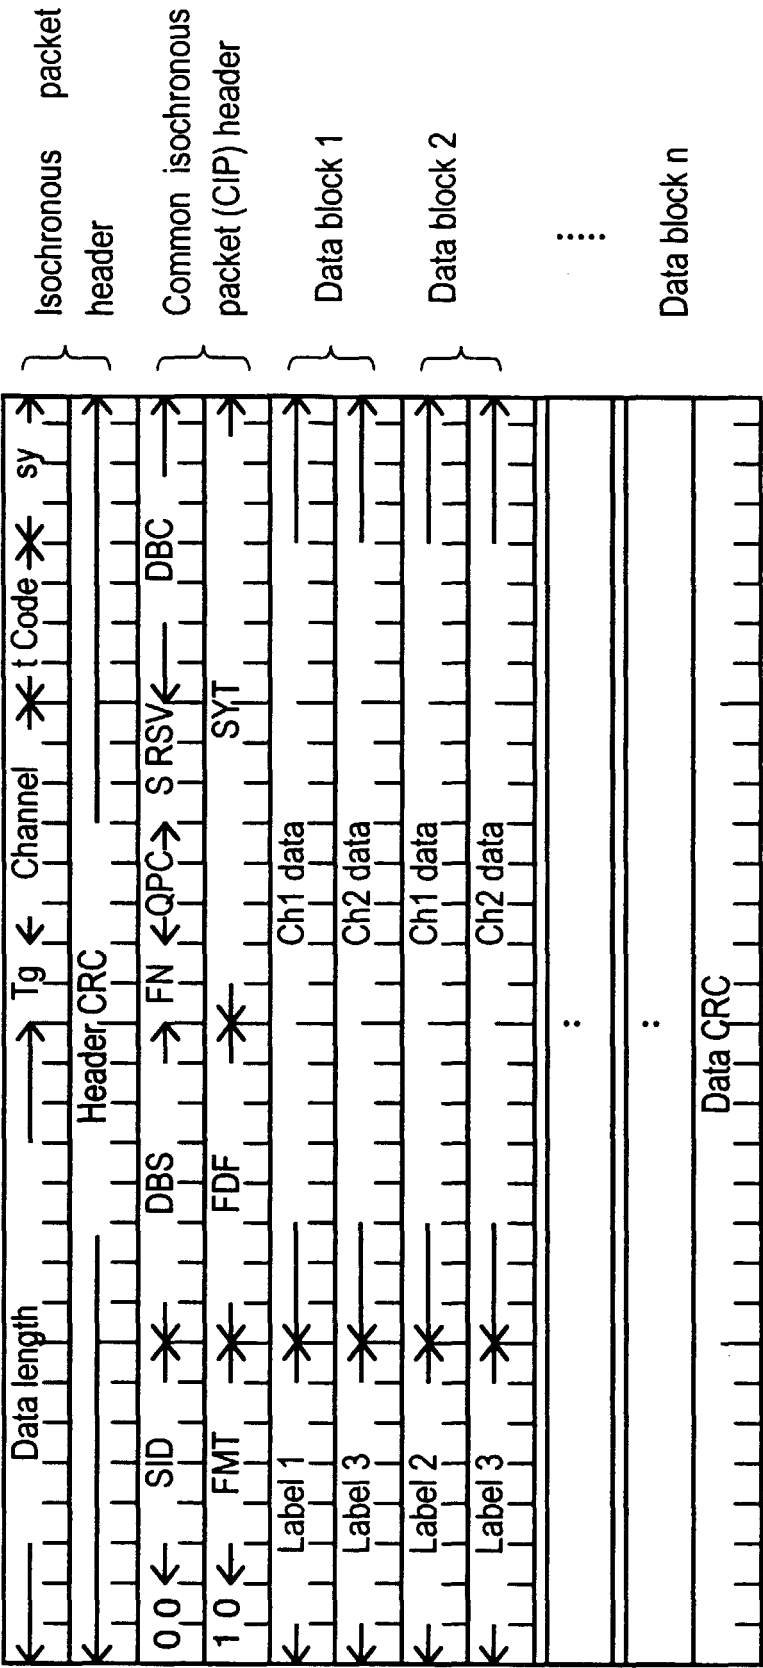 Data length Tg Channel t Code sy
Header CRC
Isochronous packet
header
0 0 SID DBS FN QPC S RSV DBC
1 0 FMT FDF SYT
Common isochronous
packet (CIP) header
Label 1 Ch1 data
Label 3 Ch2 data
Data block 1
Label 2 Ch1 data
Label 3 Ch2 data
Data block 2
:
.....
:
Data block n
Data CRC